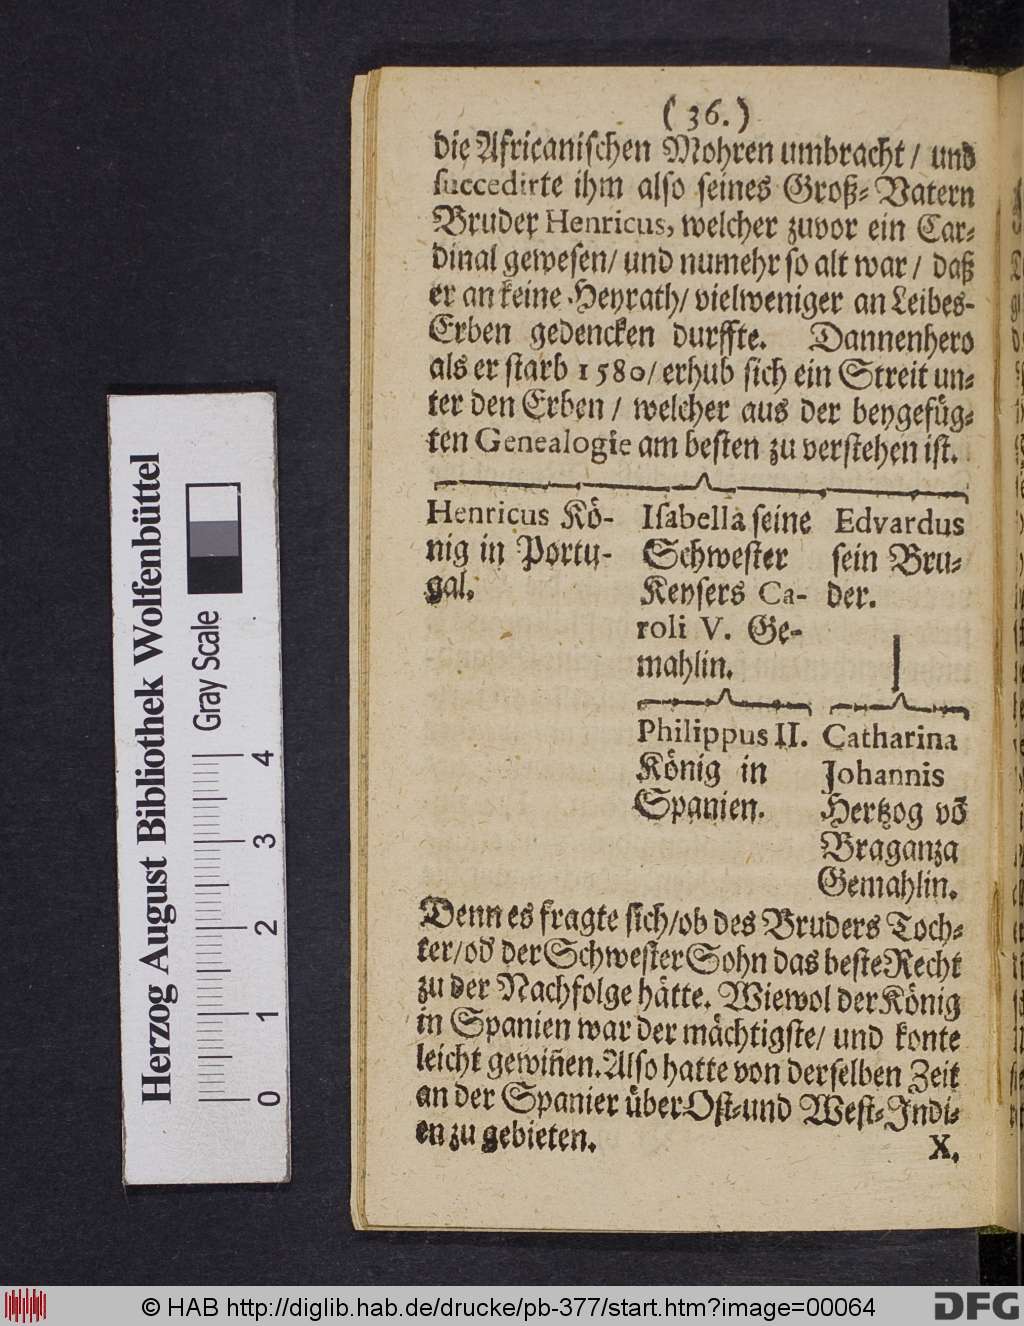 (36.)
die Africanischen Mohren umbracht / und
succedirte ihm also seines Groß- Vatern
Bruder Henricus, welcher zuvor ein Car-
dinal gewesen / und numehr so alt war / daß
er an keine Heyrath / vielweniger an Leibes-
Erben gedencken durffte. Dannenhero
als er starb 1580 / erhub sich ein Streit un-
ter den Erben / welcher aus der beygefüg-
ten Genealogie am besten zu verstehen ist.
Henricus Kö-
nig in Portu-
gal.
Isabella seine
Schwester
Keysers Ca-
roli V. Ge-
mahlin.
Edvardus
sein Bru-
der.
Philippus II.
König in
Spanien.
Catharina
Johannis
Hertzog võ
Braganza
Gemahlin.
Denn es fragte sich / ob des Bruders Toch-
ter / od der Schwester Sohn das beste Recht
zu der Nachfolge hätte. Wiewol der König
in Spanien war der mächtigste / und konte
leicht gewiñen. Also hatte von derselben Zeit
an der Spanier über Ost- und West- Indi-
en zu gebieten.
X.
Herzog August Bibliothek Wolfenbüttel
Gray Scale
4
3
2
1
0
© HAB http://diglib.hab.de/drucke/pb-377/start.htm?image=00064
DFG